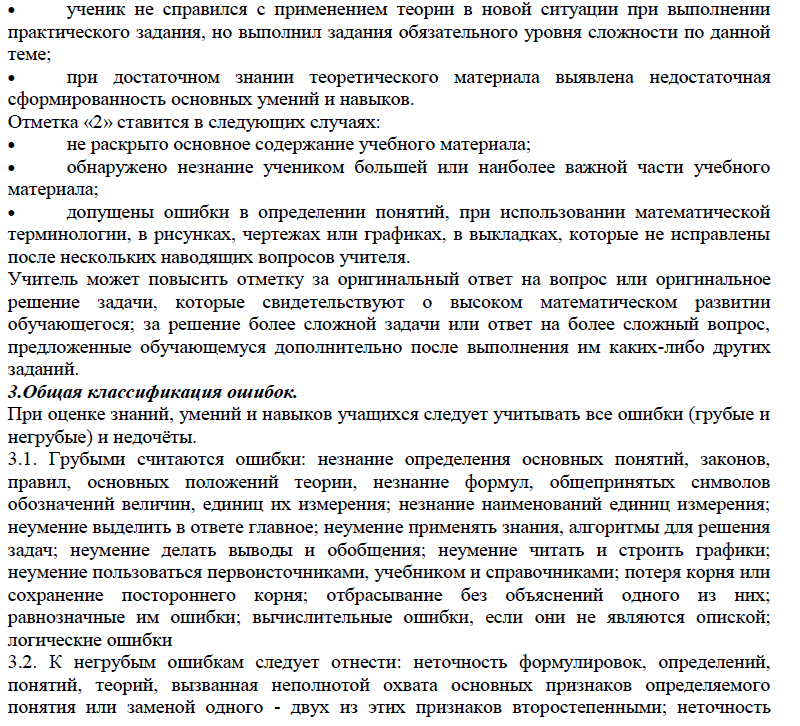 • ученик не справился с применением теории в новой ситуации при выполнении
практического задания, но выполнил задания обязательного уровня сложности по данной
теме;
• при достаточном знании теоретического материала выявлена недостаточная
сформированность основных умений и навыков.
Отметка «2» ставится в следующих случаях:
• не раскрыто основное содержание учебного материала;
• обнаружено незнание учеником большей или наиболее важной части учебного
материала;
• допущены ошибки в определении понятий, при использовании математической
терминологии, в рисунках, чертежах или графиках, в выкладках, которые не исправлены
после нескольких наводящих вопросов учителя.
Учитель может повысить отметку за оригинальный ответ на вопрос или оригинальное
решение задачи, которые свидетельствуют о высоком математическом развитии
обучающегося; за решение более сложной задачи или ответ на более сложный вопрос,
предложенные обучающемуся дополнительно после выполнения им каких-либо других
заданий.
3.Общая классификация ошибок.
При оценке знаний, умений и навыков учащихся следует учитывать все ошибки (грубые и
негрубые) и недочёты.
3.1. Грубыми считаются ошибки: незнание определения основных понятий, законов,
правил, основных положений теории, незнание формул, общепринятых символов
обозначений величин, единиц их измерения; незнание наименований единиц измерения;
неумение выделить в ответе главное; неумение применять знания, алгоритмы для решения
задач; неумение делать выводы и обобщения; неумение читать и строить графики;
неумение пользоваться первоисточниками, учебником и справочниками; потеря корня или
сохранение постороннего корня; отбрасывание без объяснений одного из них;
равнозначные им ошибки; вычислительные ошибки, если они не являются опиской;
логические ошибки
3.2. К негрубым ошибкам следует отнести: неточность формулировок, определений,
понятий, теорий, вызванная неполнотой охвата основных признаков определяемого
понятия или заменой одного - двух из этих признаков второстепенными; неточность